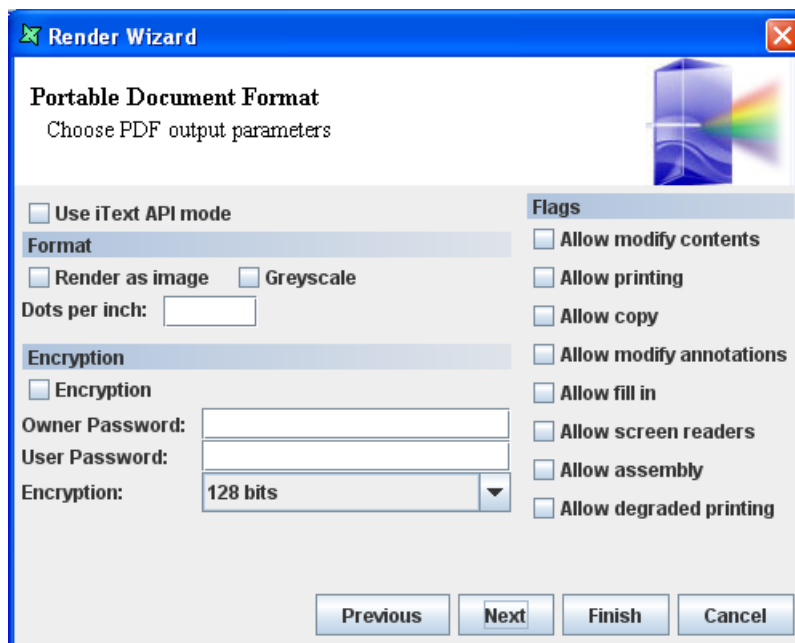 Render Wizard
Portable Document Format
Choose PDF output parameters
Use iText API mode
Format
Render as image Greyscale
Dots per inch:
Encryption
Encryption
Owner Password:
User Password:
Encryption: 128 bits
Flags
Allow modify contents
Allow printing
Allow copy
Allow modify annotations
Allow fill in
Allow screen readers
Allow assembly
Allow degraded printing
Previous Next Finish Cancel